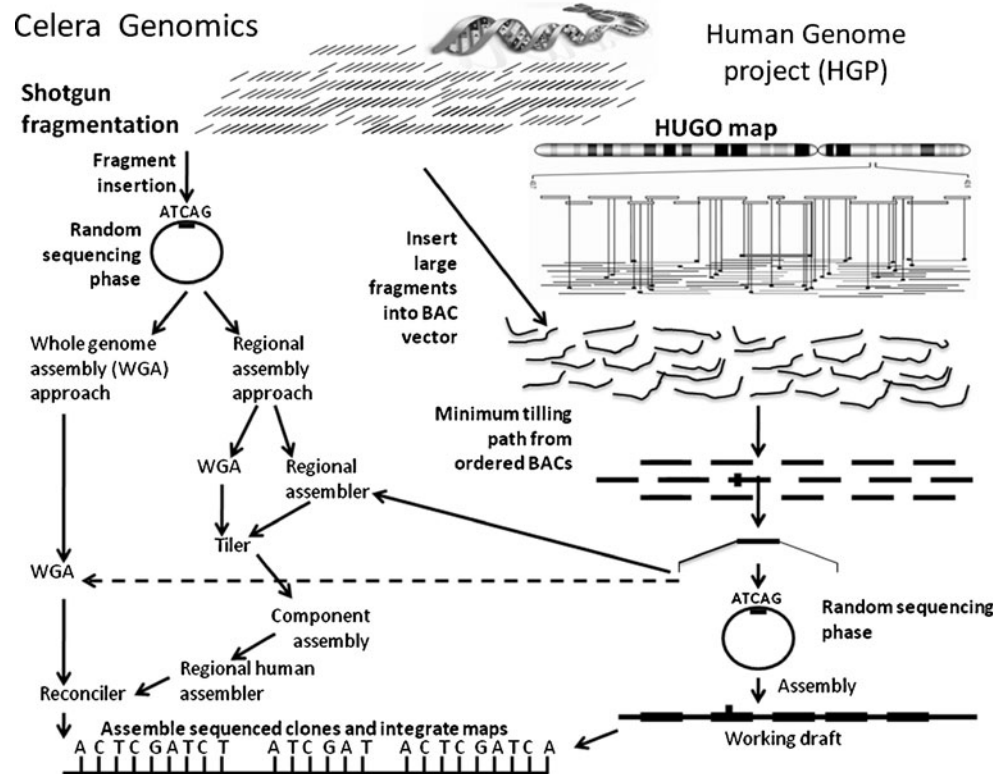 Celera Genomics
Human Genome
project (HGP)
Shotgun
fragmentation
HUGO map
Fragment
insertion
ATCAG
Random
sequencing
phase
Insert
large
fragments
into BAC
vector
Whole genome
assembly (WGA)
approach
Regional
assembly
approach
Minimum tilling
path from
ordered BACs
WGA
Regional
assembler
Tiler
WGA
ATCAG
Random sequencing
phase
Component
assembly
Regional human
assembler
Reconciler
Assembly
Assemble sequenced clones and integrate maps
A C T C G A T C T A T C G A T A C T C G A T C A
Working draft